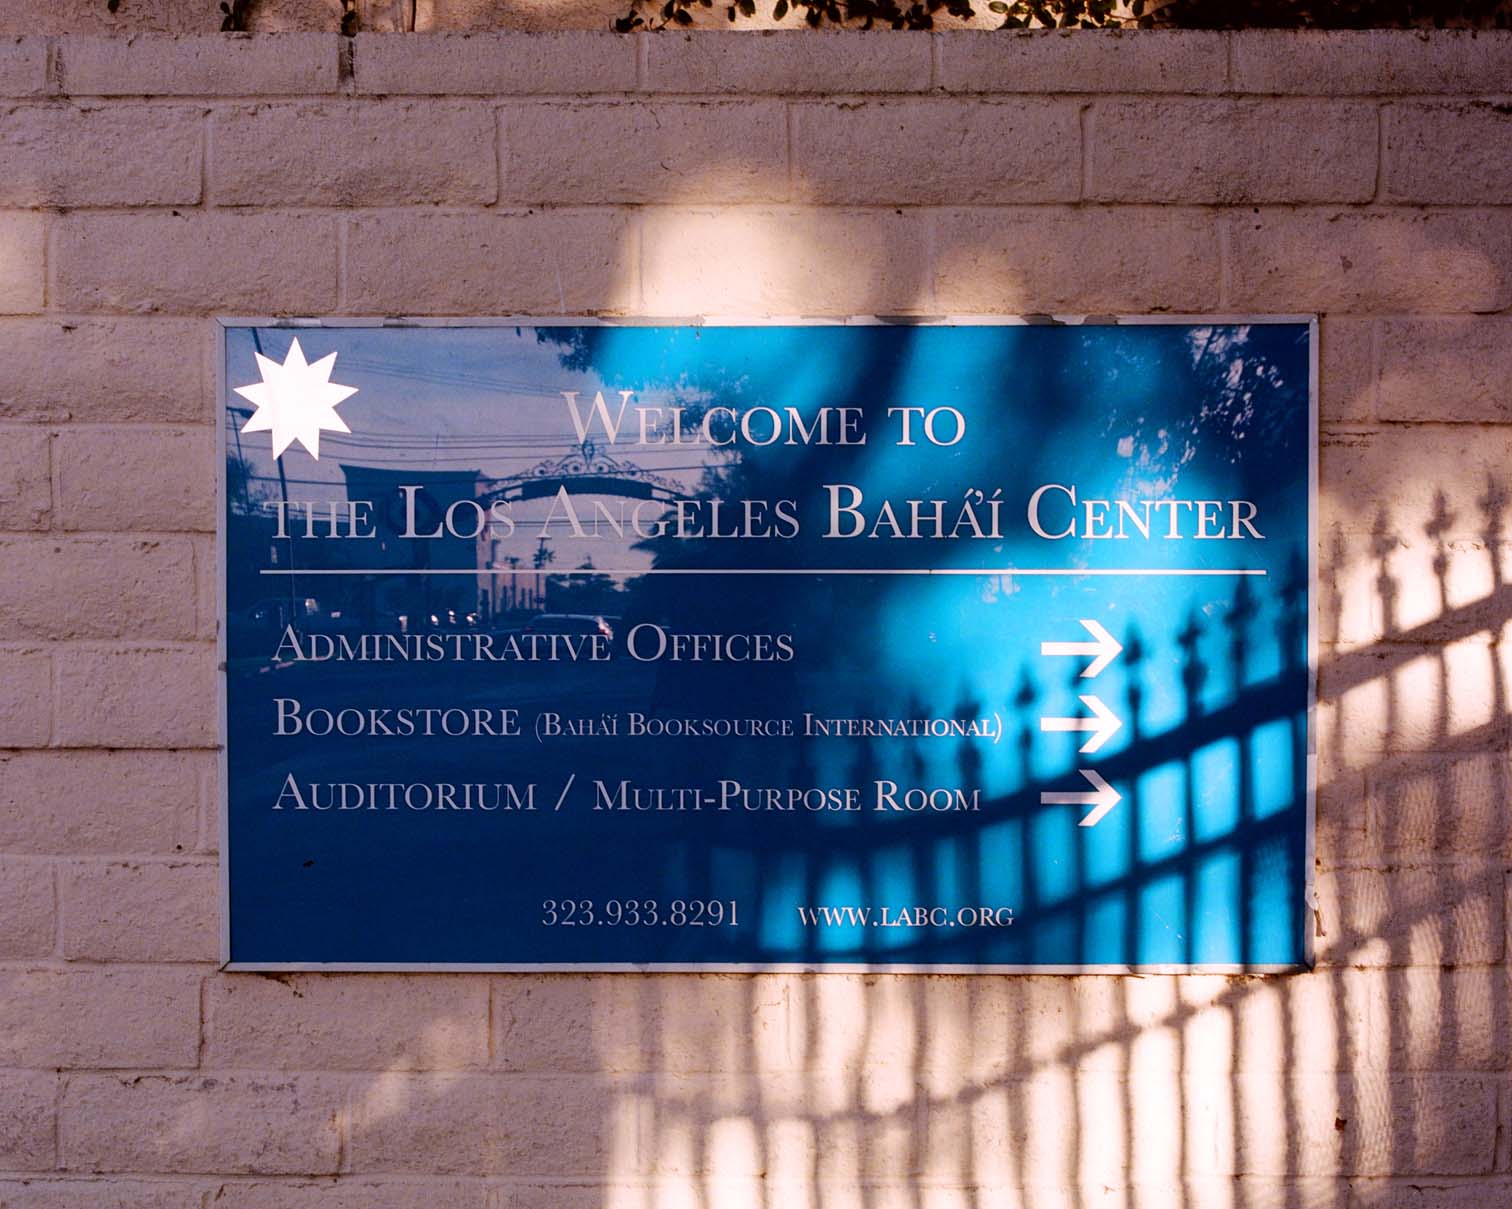 WELCOME TO
THE LOS ANGELES BAHÁ'Í CENTER
ADMINISTRATIVE OFFICES
BOOKSTORE (BAHÁ'Í BOOKSOURCE INTERNATIONAL)
AUDITORIUM / MULTI-PURPOSE ROOM
323.933.8291 WWW.LABC.ORG